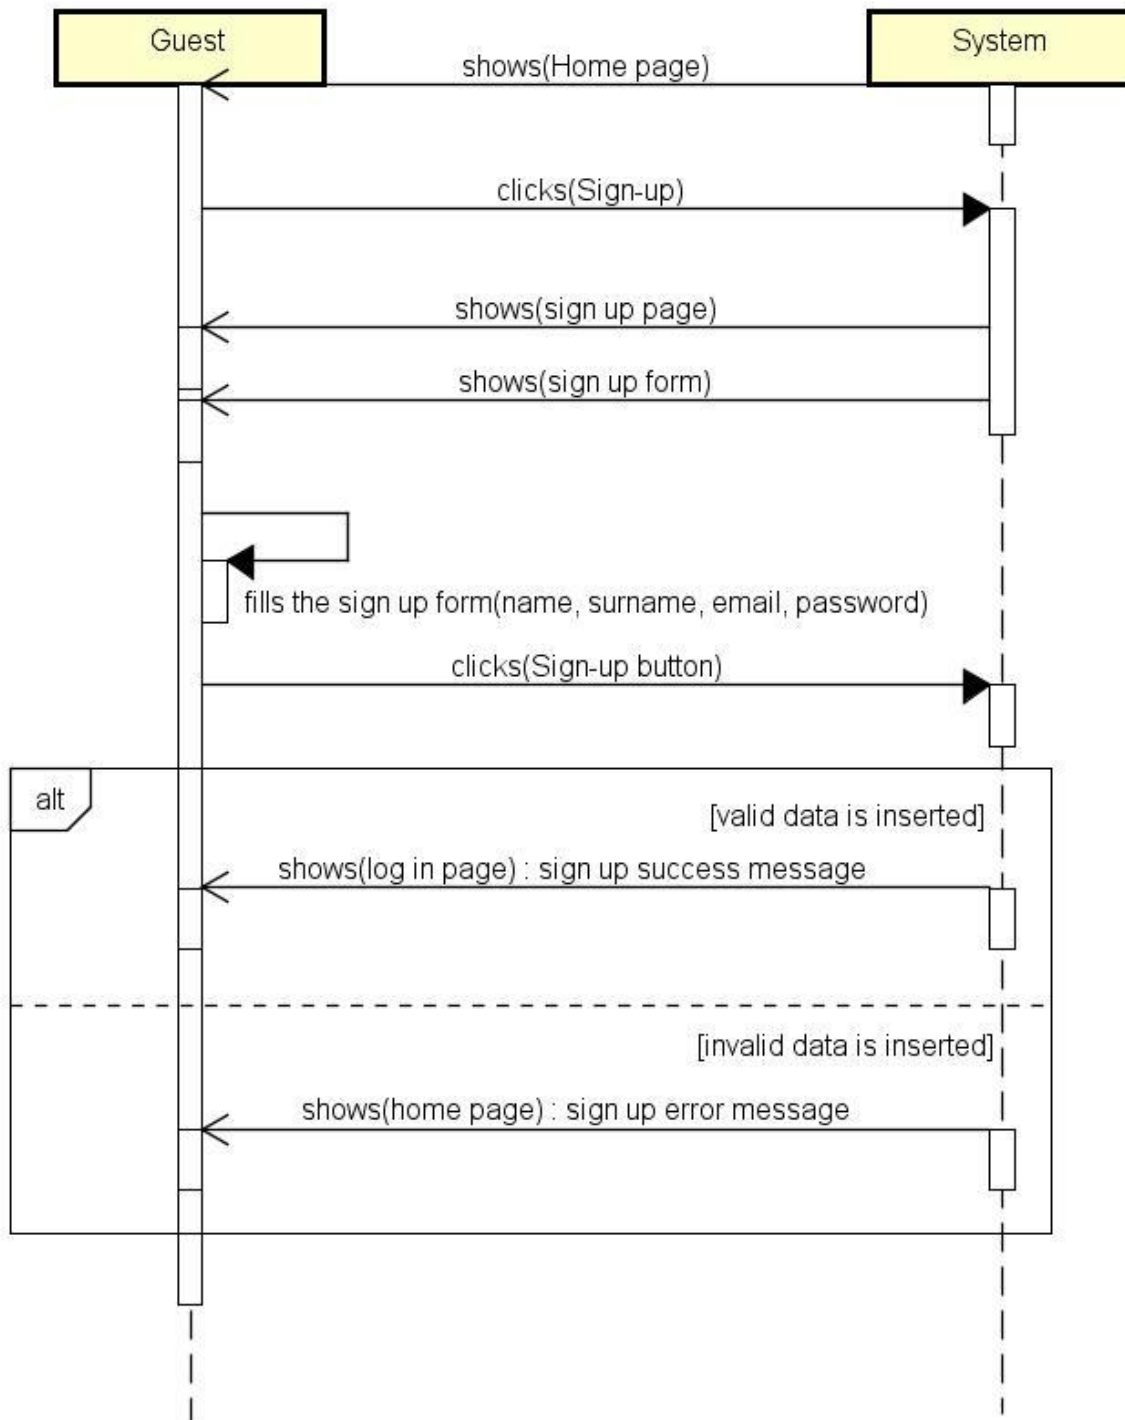 Guest
System
shows(Home page)
clicks(Sign-up)
shows(sign up page)
shows(sign up form)
fills the sign up form(name, surname, email, password)
clicks(Sign-up button)
alt
[valid data is inserted]
shows(log in page) : sign up success message
[invalid data is inserted]
shows(home page) : sign up error message